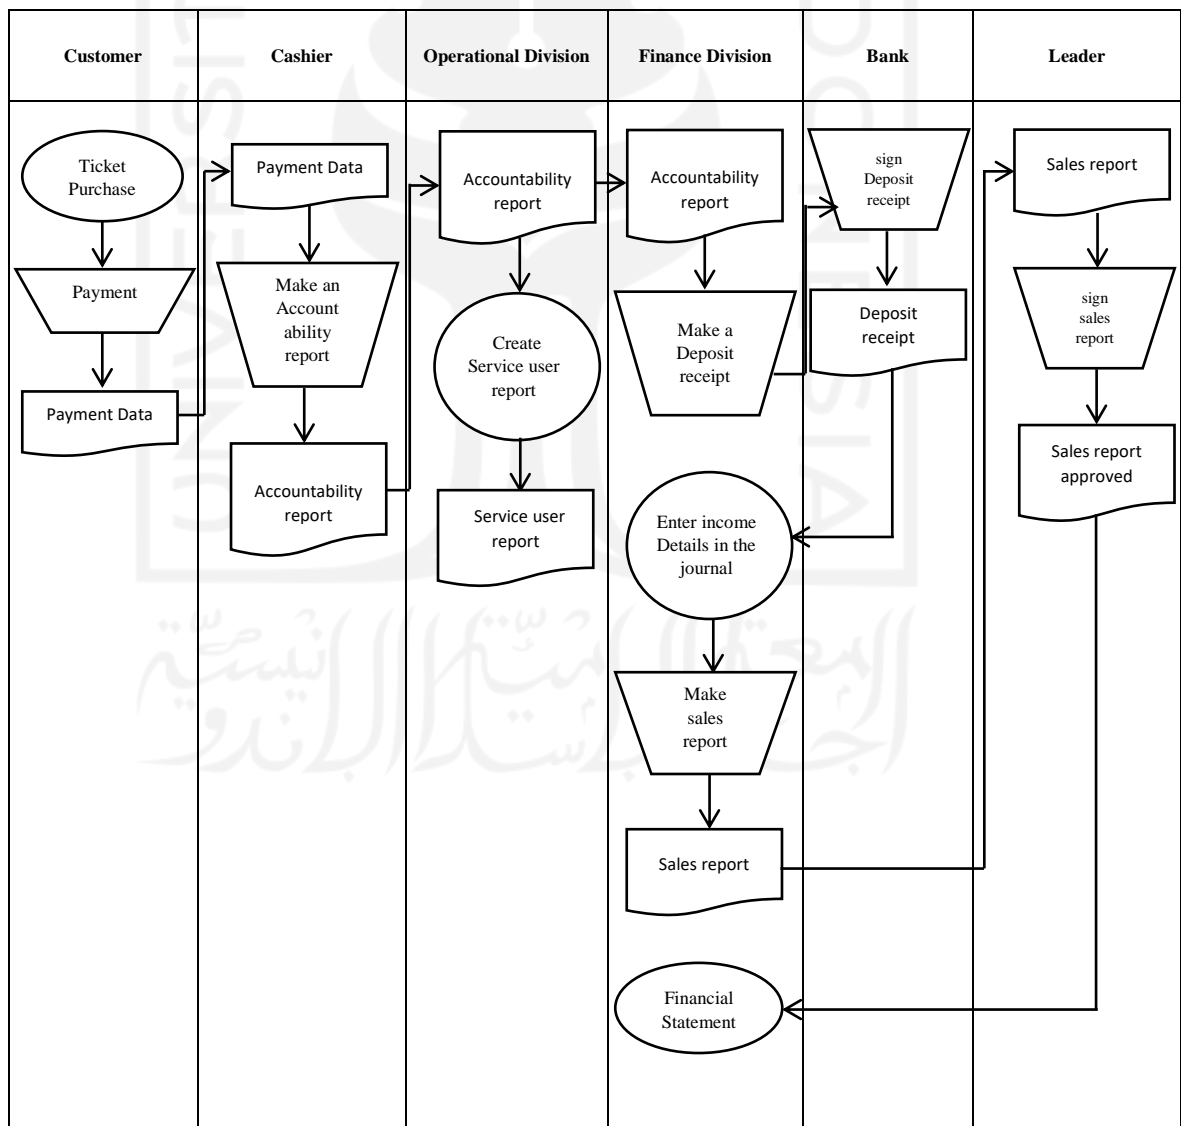 Customer
Cashier
Operational Division
Finance Division
Bank
Leader
Ticket
Purchase
Payment
Payment Data
Payment Data
Make an
Account
ability
report
Accountability
report
Accountability
report
Create
Service user
report
Service user
report
Accountability
report
Make a
Deposit
receipt
Enter income
Details in the
journal
Make
sales
report
Sales report
Financial
Statement
sign
Deposit
receipt
Deposit
receipt
Sales report
sign
sales
report
Sales report
approved